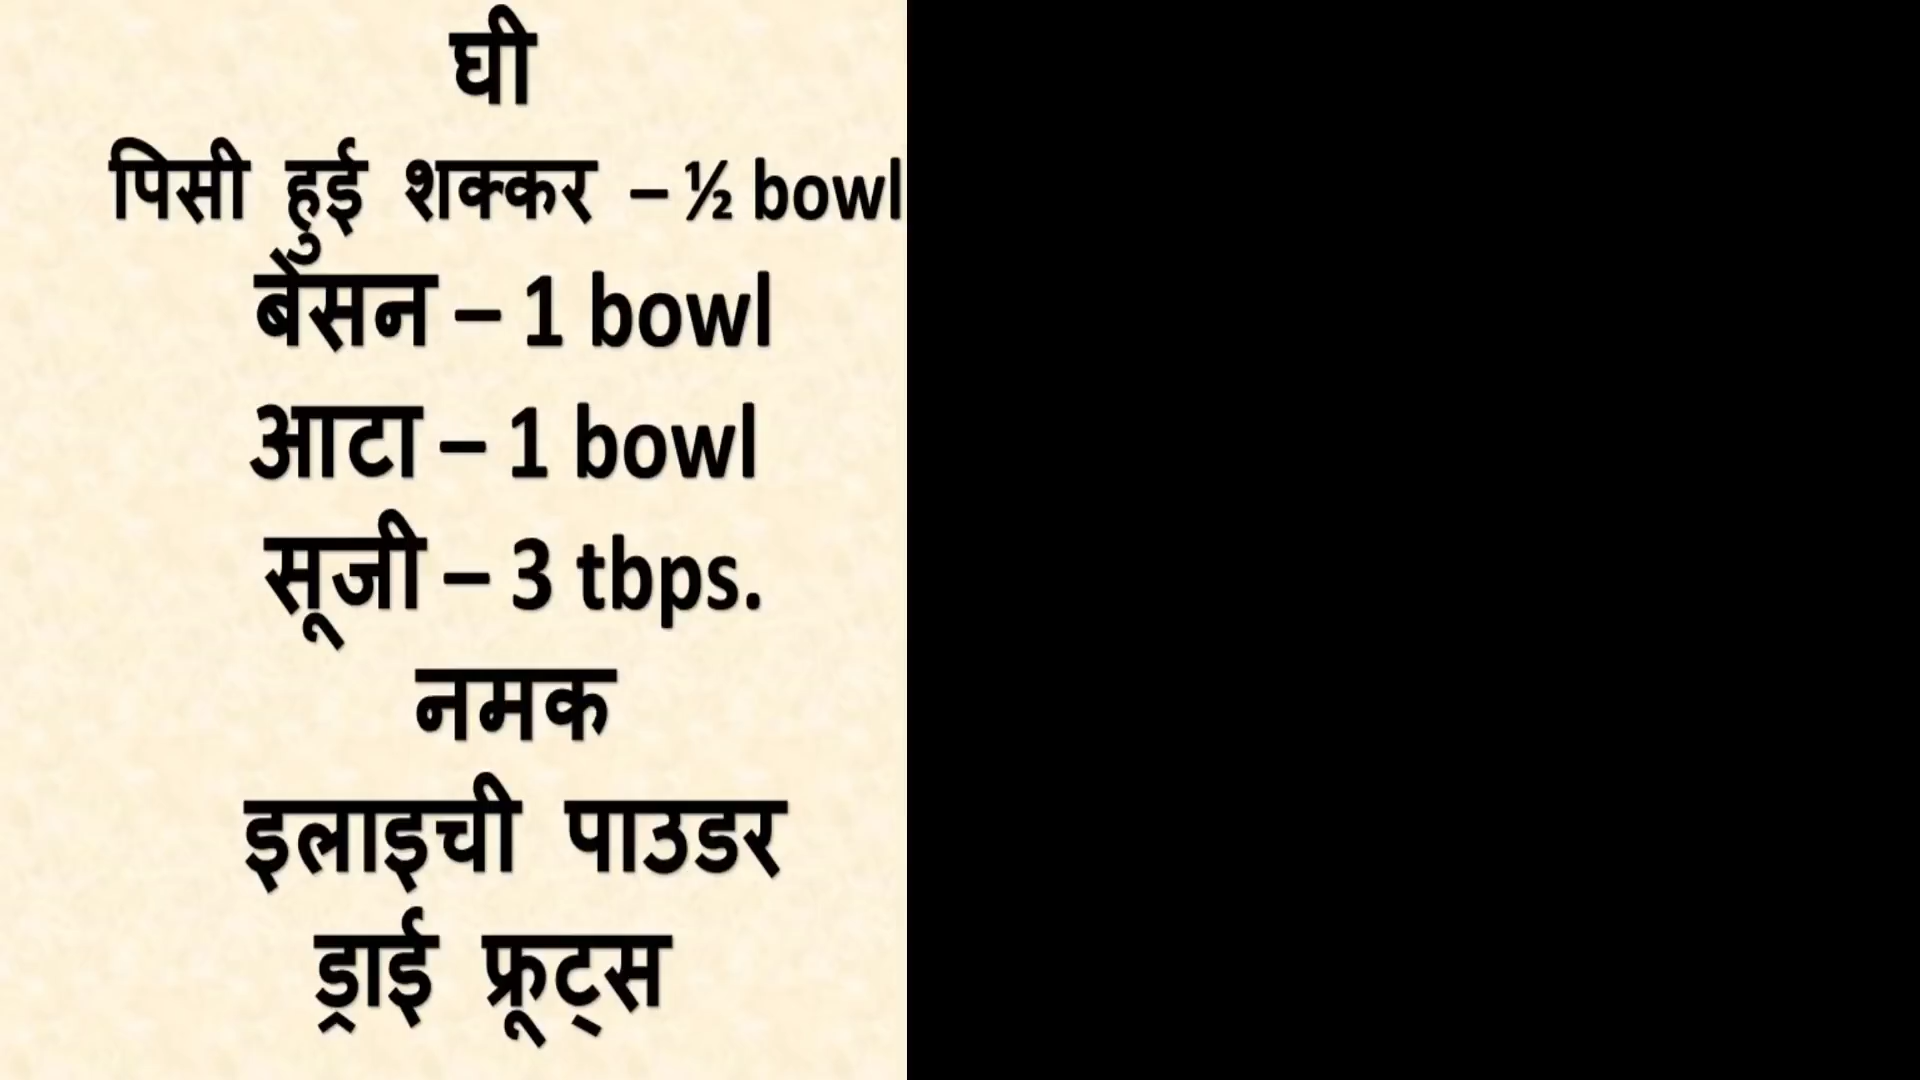 घी
पिसी हुई शक्कर – ½ bowl
बेसन – 1 bowl
आटा – 1 bowl
सूजी – 3 tbps.
नमक
इलाइची पाउडर
ड्राई फ्रूट्स